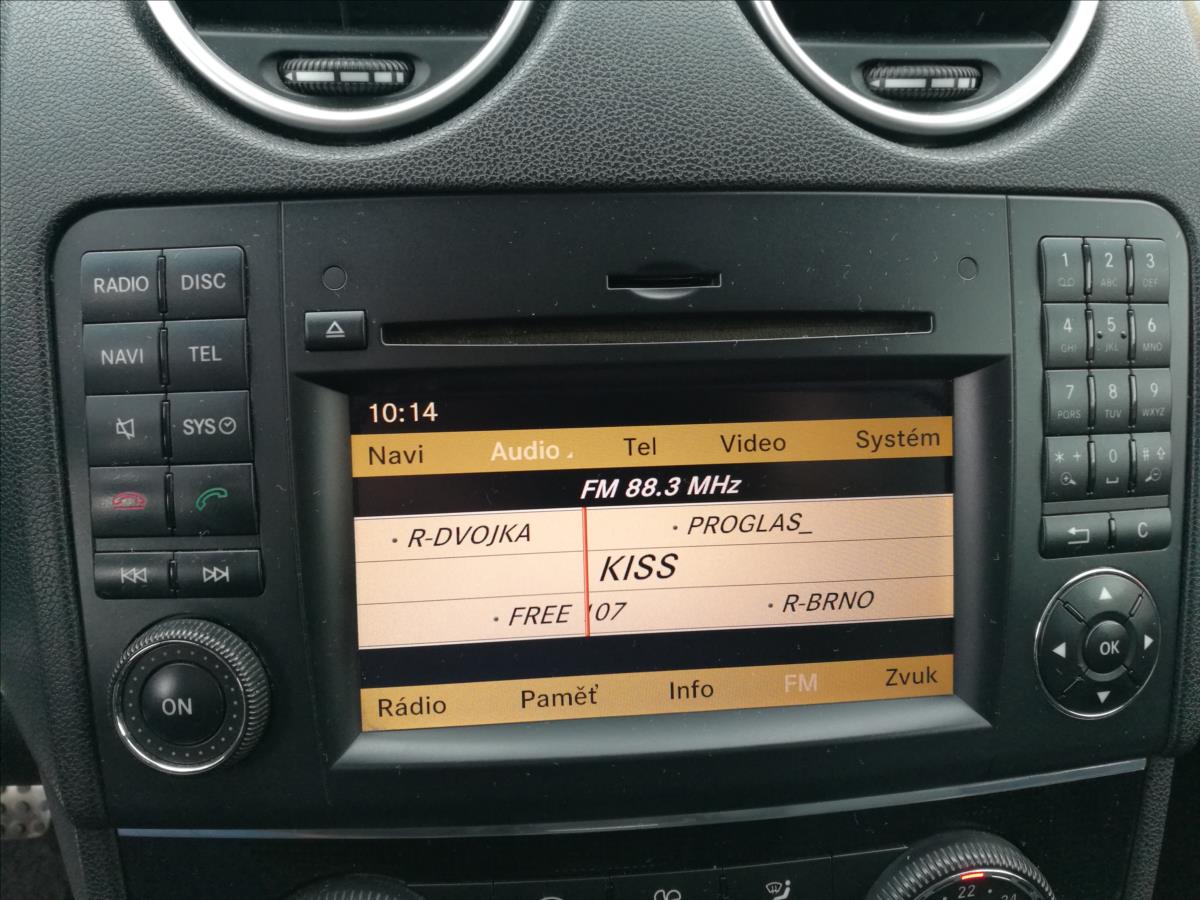 RADIO DISC
NAVI TEL
SYS
ON
10:14
Navi Audio Tel Video Systém
FM 88.3 MHz
R-DVOJKA PROGLAS_
KISS
FREE 107
R-BRNO
Rádio Paměť Info FM Zvuk
1 2 3
ABC DEF
4 5 6
GHI JKL MNO
7 8 9
PQRS TUV WXYZ
* + 0 #
C
OK
22 24